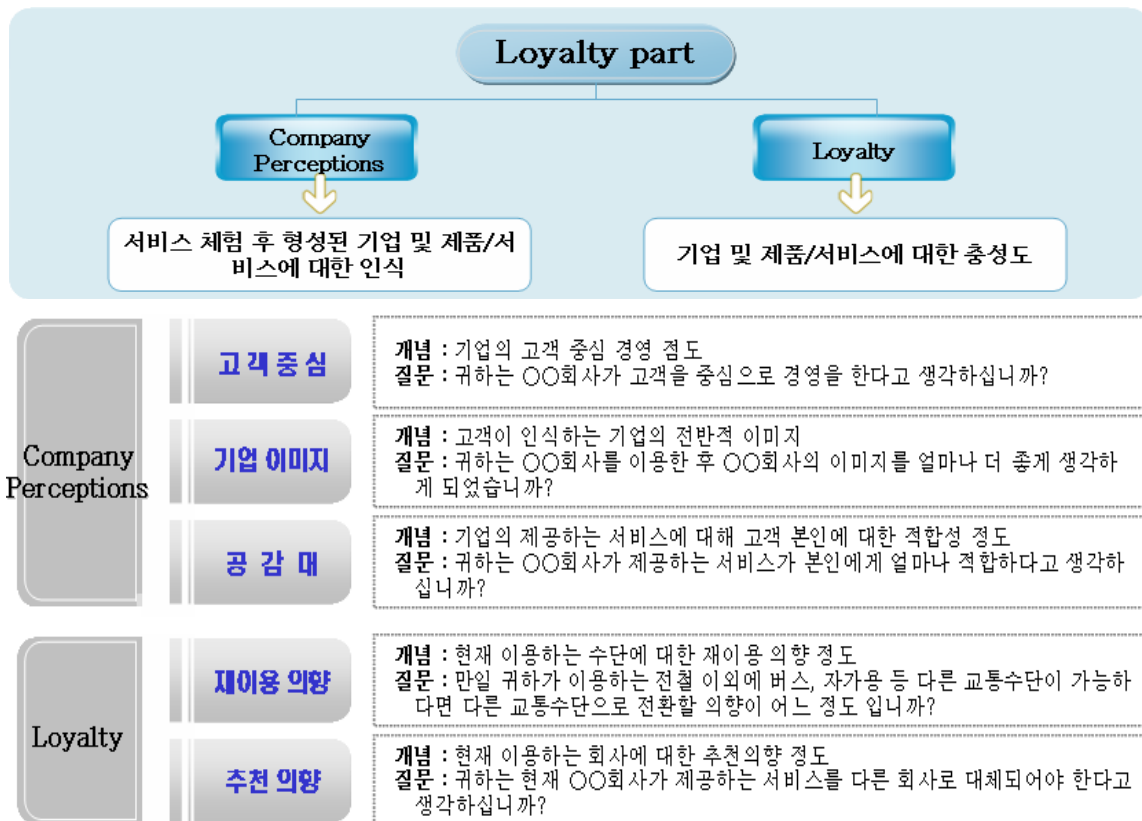 Loyalty part
Company
Perceptions
Loyalty
서비스 체험 후 형성된 기업 및 제품/서
비스에 대한 인식
기업 및 제품/서비스에 대한 충성도
Company
Perceptions
고객중심
개념 : 기업의 고객 중심 경영 점도
질문 : 귀하는 〇〇회사가 고객을 중심으로 경영을 한다고 생각하십니까?
기업 이미지
개념 : 고객이 인식하는 기업의 전반적 이미지
질문 : 귀하는 〇〇회사를 이용한 후 〇〇회사의 이미지를 얼마나 더 좋게 생각하
게 되었습니까?
공 감 대
개념 : 기업의 제공하는 서비스에 대해 고객 본인에 대한 적합성 정도
질문 : 귀하는 〇〇회사가 제공하는 서비스가 본인에게 얼마나 적합하다고 생각하
십니까?
Loyalty
재이용 의향
개념 : 현재 이용하는 수단에 대한 재이용 의향 정도
질문 : 만일 귀하가 이용하는 전철 이외에 버스, 자가용 등 다른 교통수단이 가능하
다면 다른 교통수단으로 전환할 의향이 어느 정도 입니까?
추천 의향
개념 : 현재 이용하는 회사에 대한 추천의향 정도
질문 : 귀하는 현재 〇〇회사가 제공하는 서비스를 다른 회사로 대체되어야 한다고
생각하십니까?